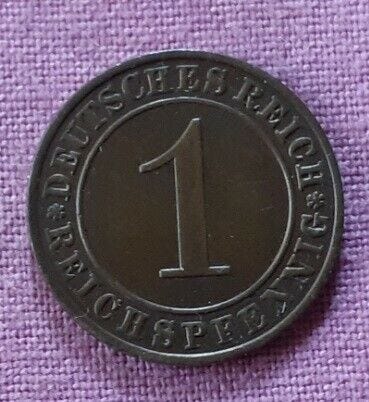 DEUTSCHES REICH
1
*REICHSPFENNIG*